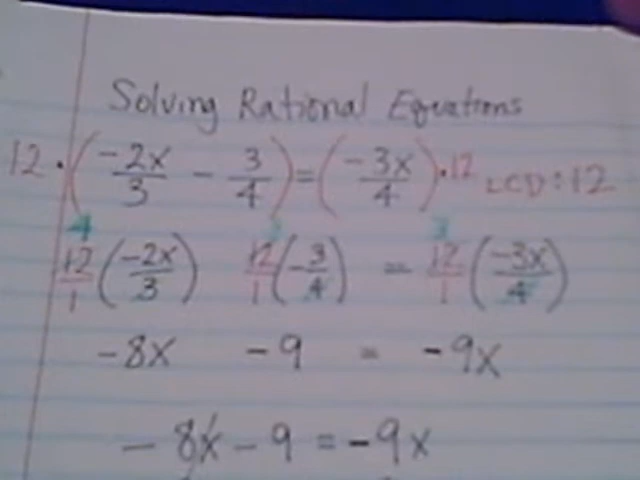 Solving Rational Equations
12 · (-2x/3 - 3/4) = (-3x/4) · 12 LCD: 12
4 3 3
12/1 (-2x/3) 12/1 (-3/4) = 12/1 (-3x/4)
-8x - 9 = -9x
- 8x - 9 = -9x